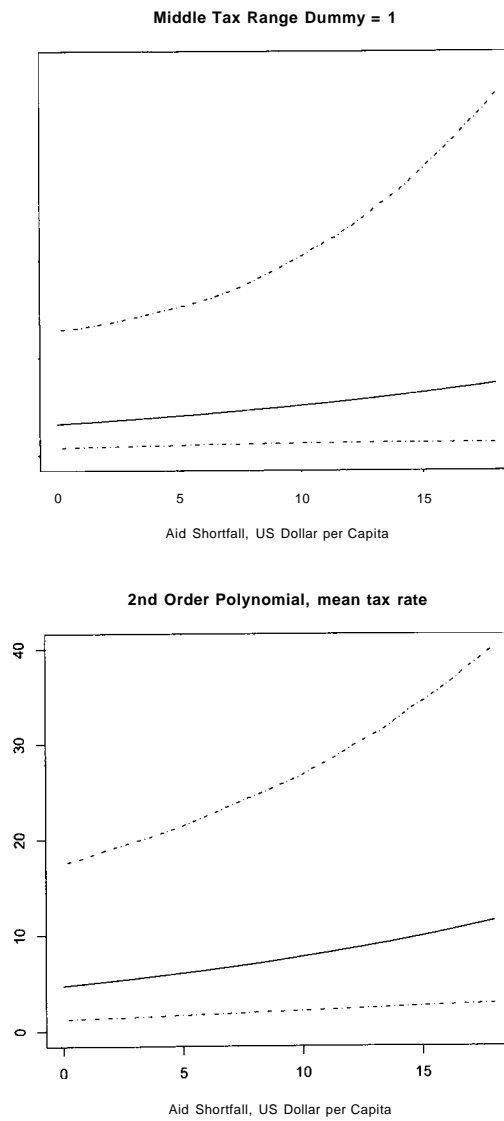 Middle Tax Range Dummy = 1
0 5 10 15
Aid Shortfall, US Dollar per Capita
2nd Order Polynomial, mean tax rate
40
30
20
10
0
0 5 10 15
Aid Shortfall, US Dollar per Capita